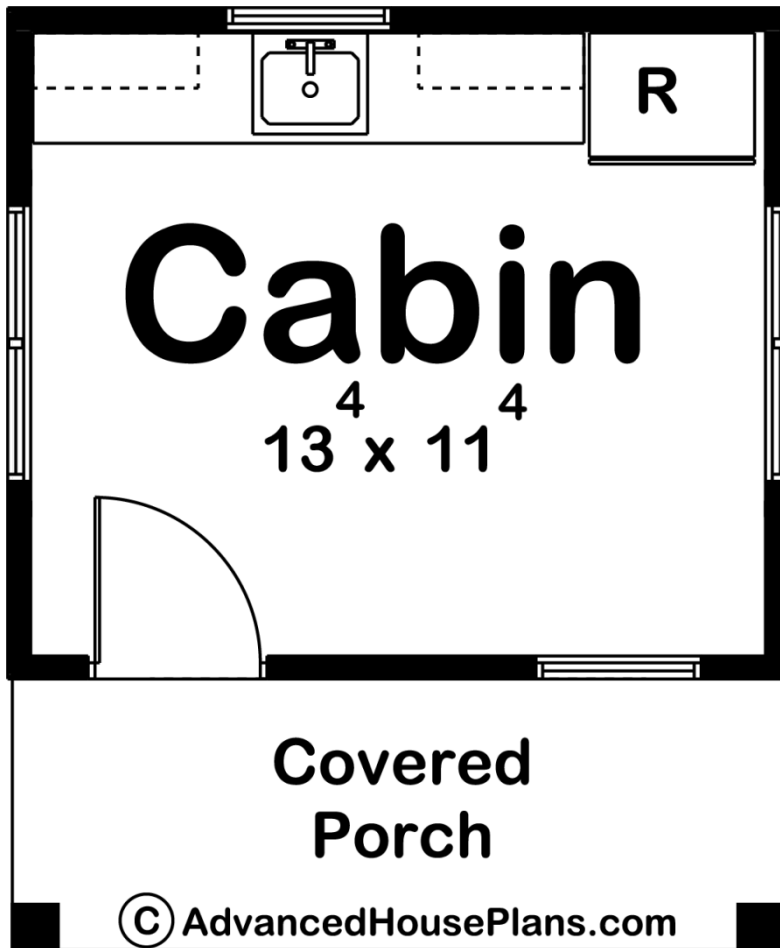 R
Cabin
13⁴ x 11⁴
Covered
Porch
© AdvancedHousePlans.com